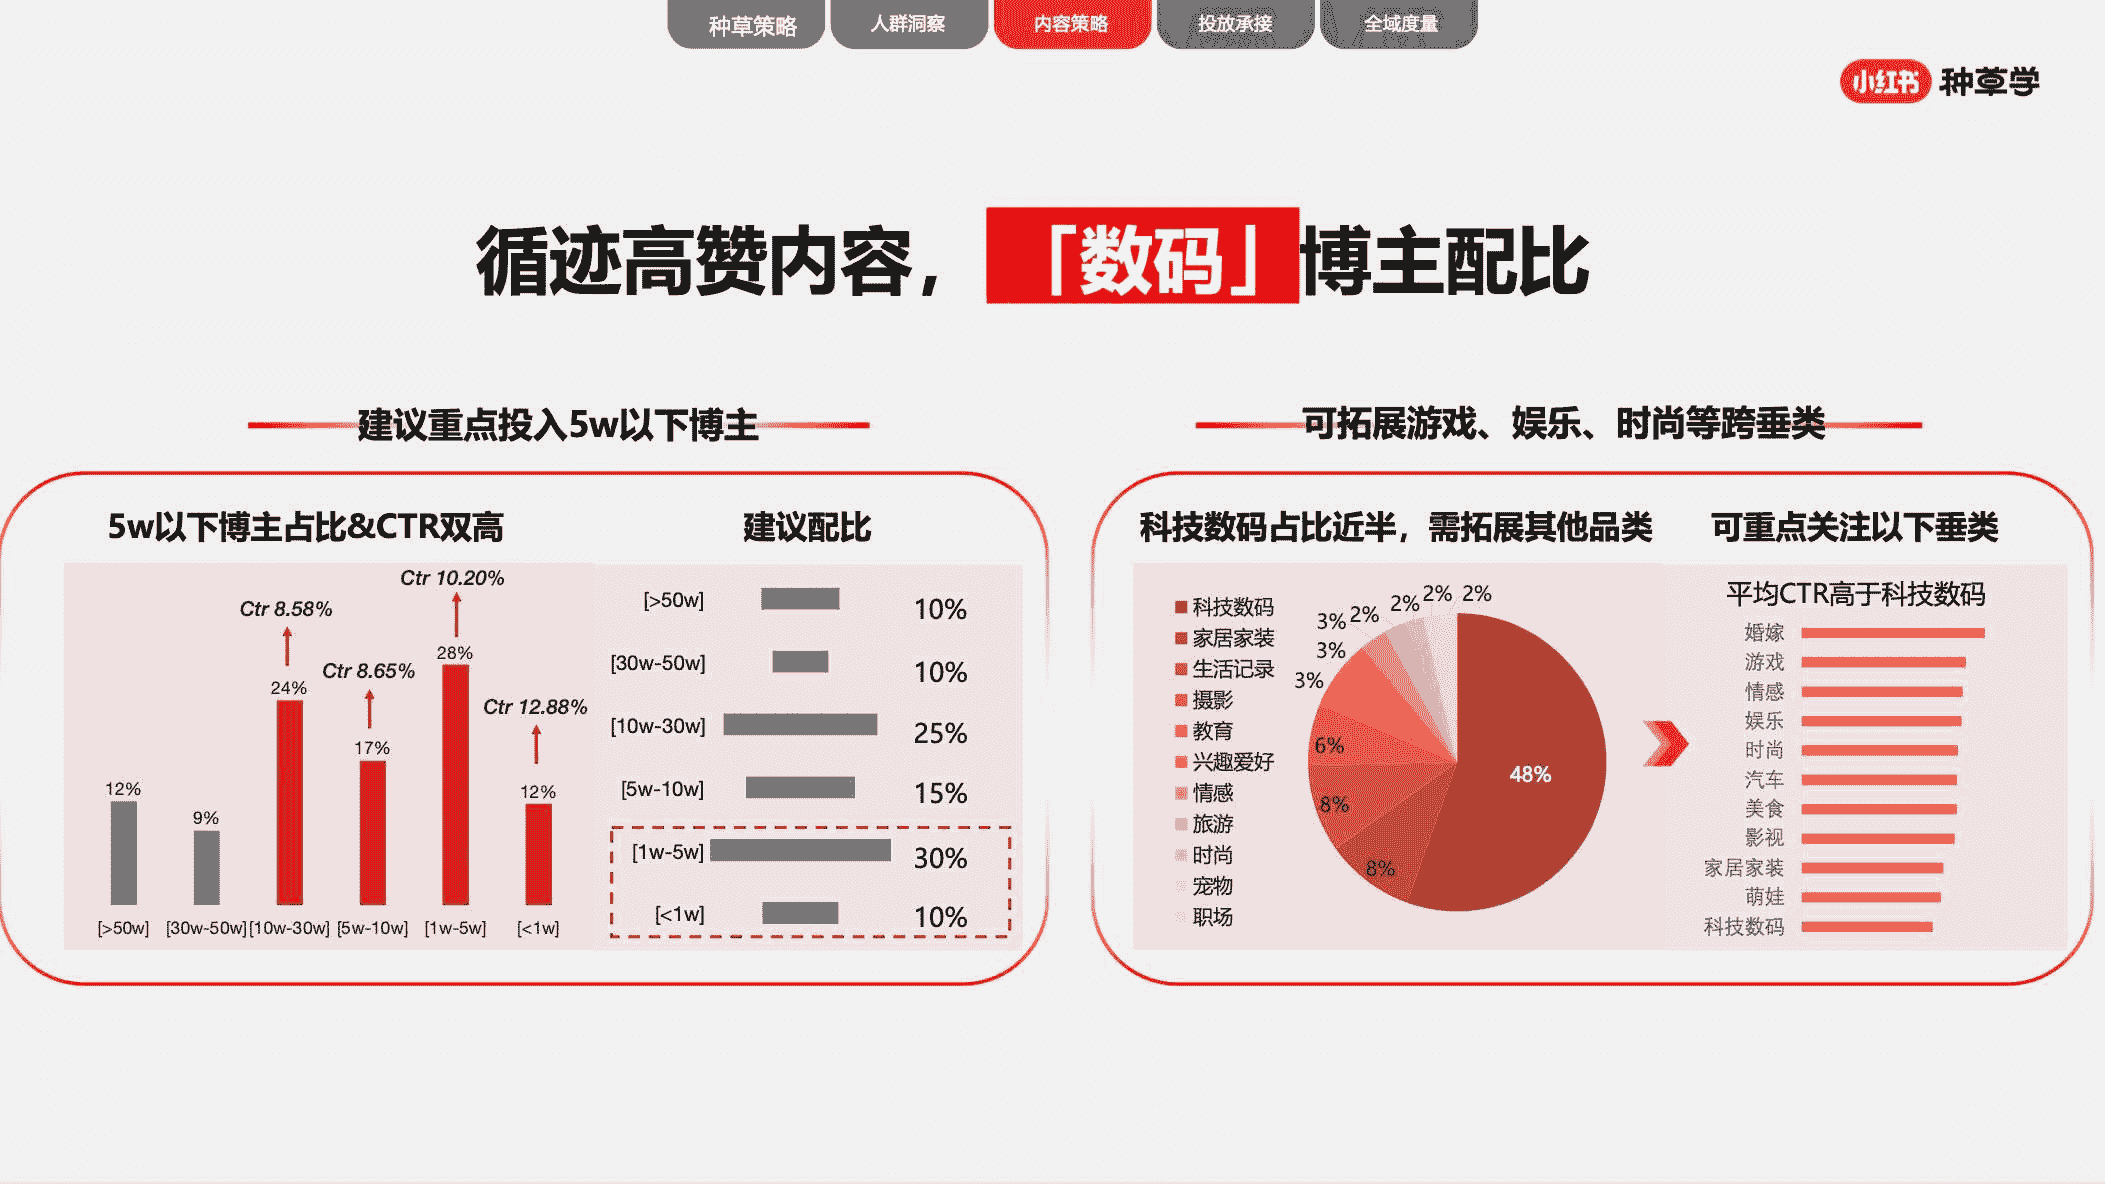 种草策略
人群洞察
内容策略
投放承接
全域度量
小红书 种草学
循迹高赞内容，「数码」博主配比
建议重点投入5w以下博主
5w以下博主占比&CTR双高
Ctr 8.58%
Ctr 8.65%
Ctr 10.20%
Ctr 12.88%
12%
9%
24%
17%
28%
12%
[>50w]
[30w-50w]
[10w-30w]
[5w-10w]
[1w-5w]
[<1w]
建议配比
[>50w] 10%
[30w-50w] 10%
[10w-30w] 25%
[5w-10w] 15%
[1w-5w] 30%
[<1w] 10%
可拓展游戏、娱乐、时尚等跨垂类
科技数码占比近半，需拓展其他品类
科技数码
家居家装
生活记录
摄影
教育
兴趣爱好
情感
旅游
时尚
宠物
职场
48%
8%
8%
6%
3%
3%
3%
2%
2%
2%
2%
可重点关注以下垂类
平均CTR高于科技数码
婚嫁
游戏
情感
娱乐
时尚
汽车
美食
影视
家居家装
萌娃
科技数码